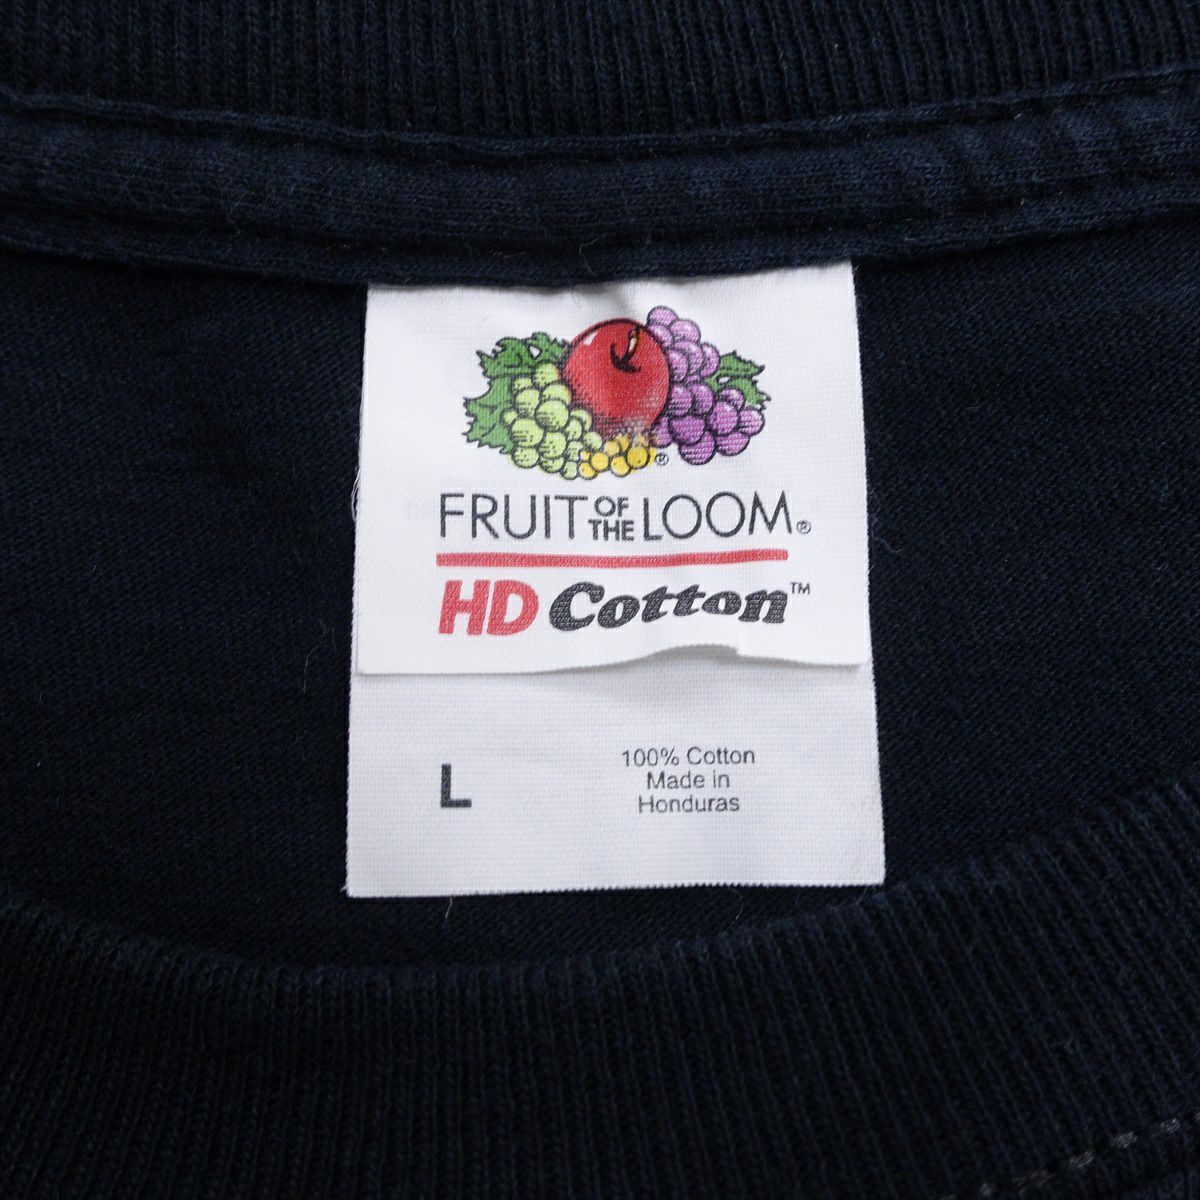 ®
FRUIT OF THE LOOM®
HD Cotton™
L
100% Cotton
Made in
Honduras